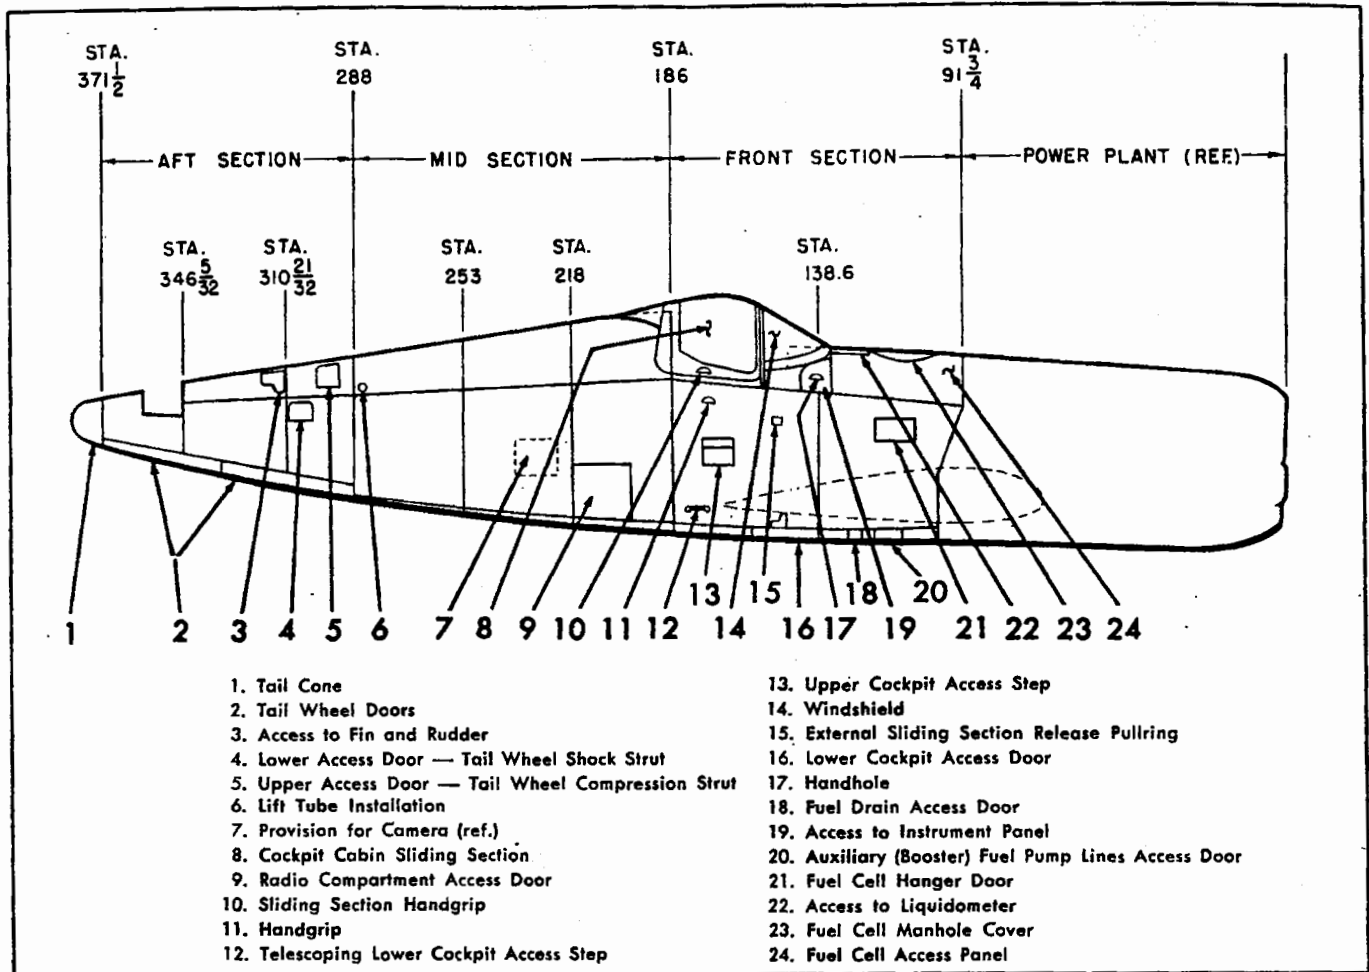 STA. 371 1/2
STA. 288
STA. 186
STA. 91 3/4
AFT SECTION
MID SECTION
FRONT SECTION
POWER PLANT (REF.)
STA. 346 5/32
STA. 310 21/32
STA. 253
STA. 218
STA. 138.6
13
15
18
20
1 2 3 4 5 6 7 8 9 10 11 12 14 16 17 19 21 22 23 24
1. Tail Cone
2. Tail Wheel Doors
3. Access to Fin and Rudder
4. Lower Access Door — Tail Wheel Shock Strut
5. Upper Access Door — Tail Wheel Compression Strut
6. Lift Tube Installation
7. Provision for Camera (ref.)
8. Cockpit Cabin Sliding Section
9. Radio Compartment Access Door
10. Sliding Section Handgrip
11. Handgrip
12. Telescoping Lower Cockpit Access Step
13. Upper Cockpit Access Step
14. Windshield
15. External Sliding Section Release Pullring
16. Lower Cockpit Access Door
17. Handhole
18. Fuel Drain Access Door
19. Access to Instrument Panel
20. Auxiliary (Booster) Fuel Pump Lines Access Door
21. Fuel Cell Hanger Door
22. Access to Liquidometer
23. Fuel Cell Manhole Cover
24. Fuel Cell Access Panel